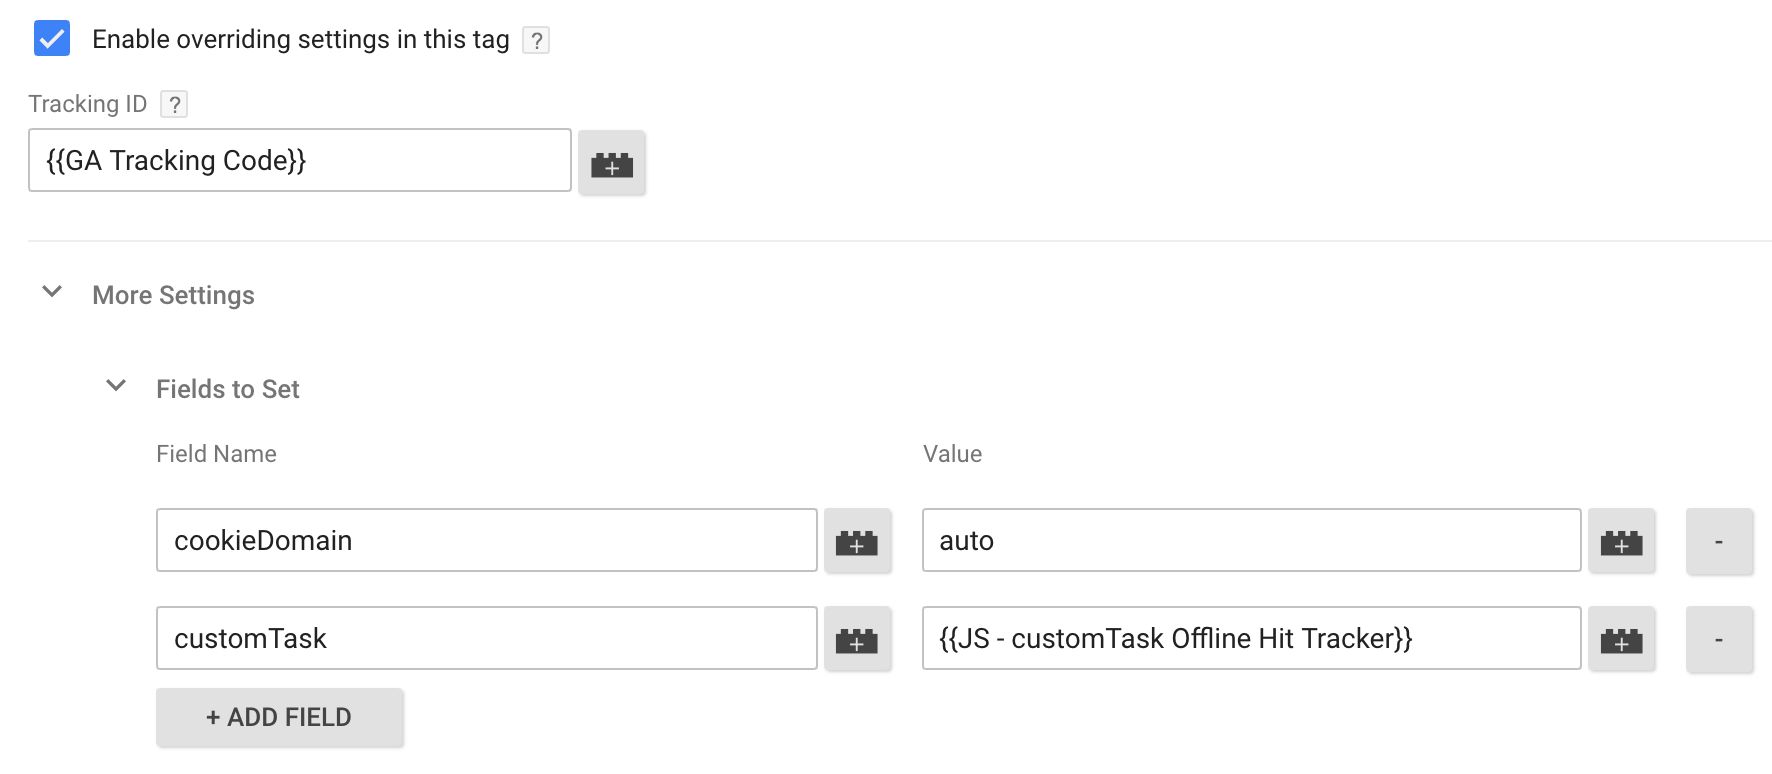 Enable overriding settings in this tag ?
Tracking ID ?
{{GA Tracking Code}}
More Settings
Fields to Set
Field Name Value
cookieDomain auto -
customTask {{JS - customTask Offline Hit Tracker}} -
+ ADD FIELD